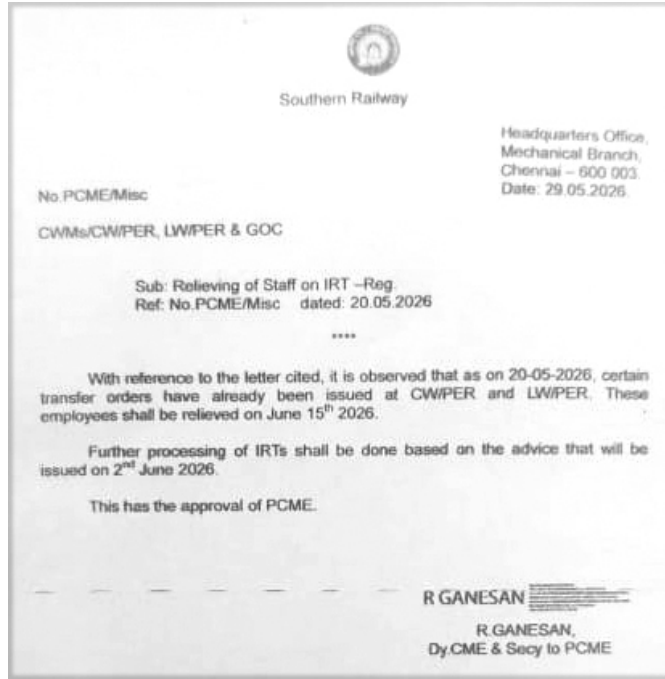 Southern Railway
Headquarters Office,
Mechanical Branch,
Chennai – 600 003.
Date: 29.05.2026.
No.PCME/Misc
CWMs/CW/PER, LW/PER & GOC
Sub: Relieving of Staff on IRT –Reg.
Ref: No.PCME/Misc dated: 20.05.2026
****
With reference to the letter cited, it is observed that as on 20-05-2026, certain
transfer orders have already been issued at CW/PER and LW/PER. These
employees shall be relieved on June 15th 2026.
Further processing of IRTs shall be done based on the advice that will be
issued on 2nd June 2026.
This has the approval of PCME.
R GANESAN
R.GANESAN,
Dy.CME & Secy to PCME